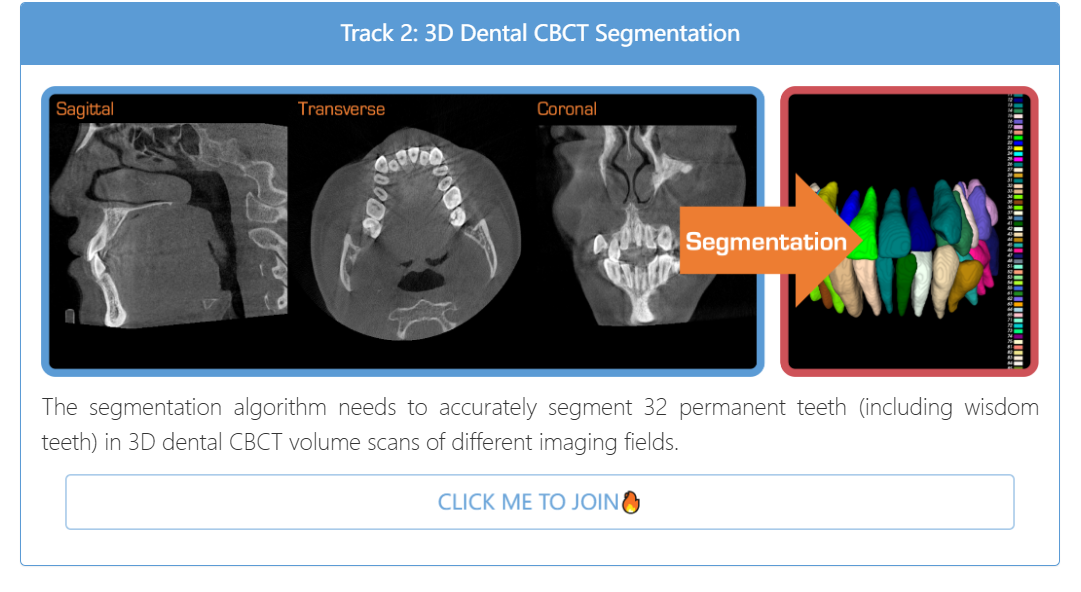 Track 2: 3D Dental CBCT Segmentation
Sagittal
Transverse
Coronal
Segmentation
The segmentation algorithm needs to accurately segment 32 permanent teeth (including wisdom
teeth) in 3D dental CBCT volume scans of different imaging fields.
CLICK ME TO JOIN🔥